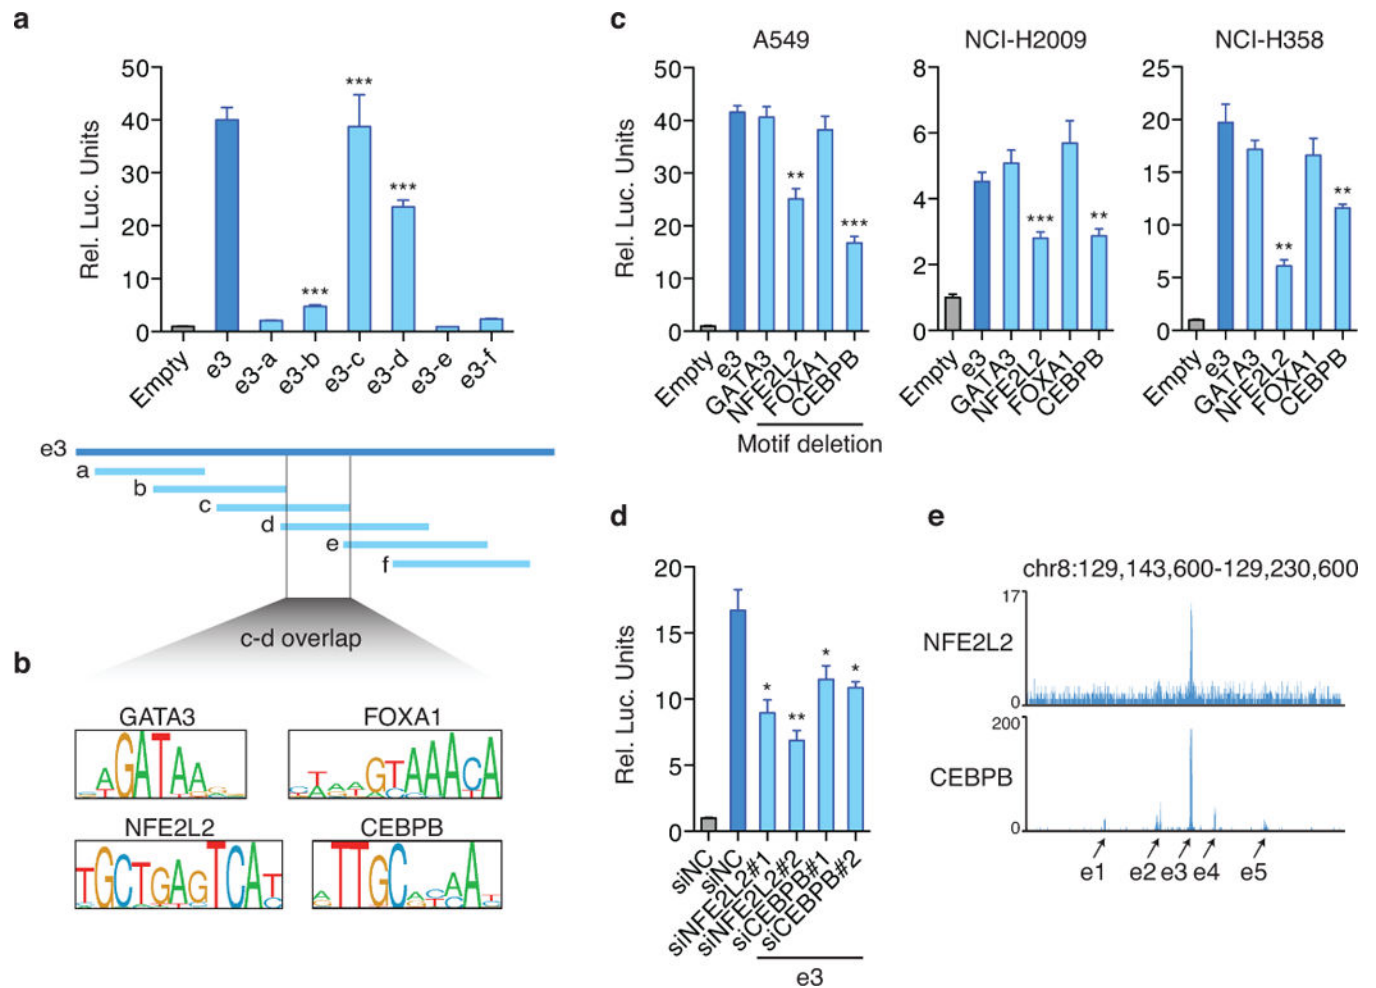 a
50
40
30
20
10
0
Rel. Luc. Units
***
***
***
Empty
e3
e3-a
e3-b
e3-c
e3-d
e3-e
e3-f
e3
a
b
c
d
e
f
c-d overlap
b
GATA3
FOXA1
NFE2L2
CEBPB
c
A549
50
40
30
20
10
0
Rel. Luc. Units
**
***
Empty
e3
GATA3
NFE2L2
FOXA1
CEBPB
Motif deletion
NCI-H2009
8
6
4
2
0
***
**
Empty
e3
GATA3
NFE2L2
FOXA1
CEBPB
NCI-H358
25
20
15
10
5
0
**
**
Empty
e3
GATA3
NFE2L2
FOXA1
CEBPB
d
20
15
10
5
0
Rel. Luc. Units
*
**
*
*
siNC
siNC
siNFE2L2#1
siNFE2L2#2
siCEBPB#1
siCEBPB#2
e3
e
chr8:129,143,600-129,230,600
17
NFE2L2
0
200
CEBPB
0
e1 e2 e3 e4 e5